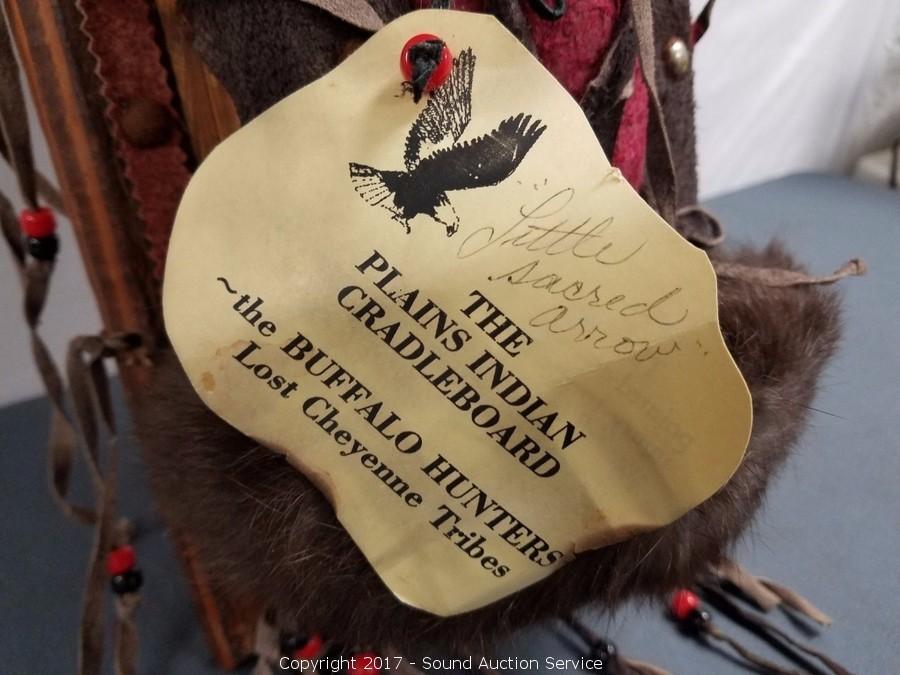 "Little
sacred
arrow"
THE
PLAINS INDIAN
CRADLEBOARD
~the BUFFALO HUNTERS
Lost Cheyenne Tribes
Copyright 2017 - Sound Auction Service